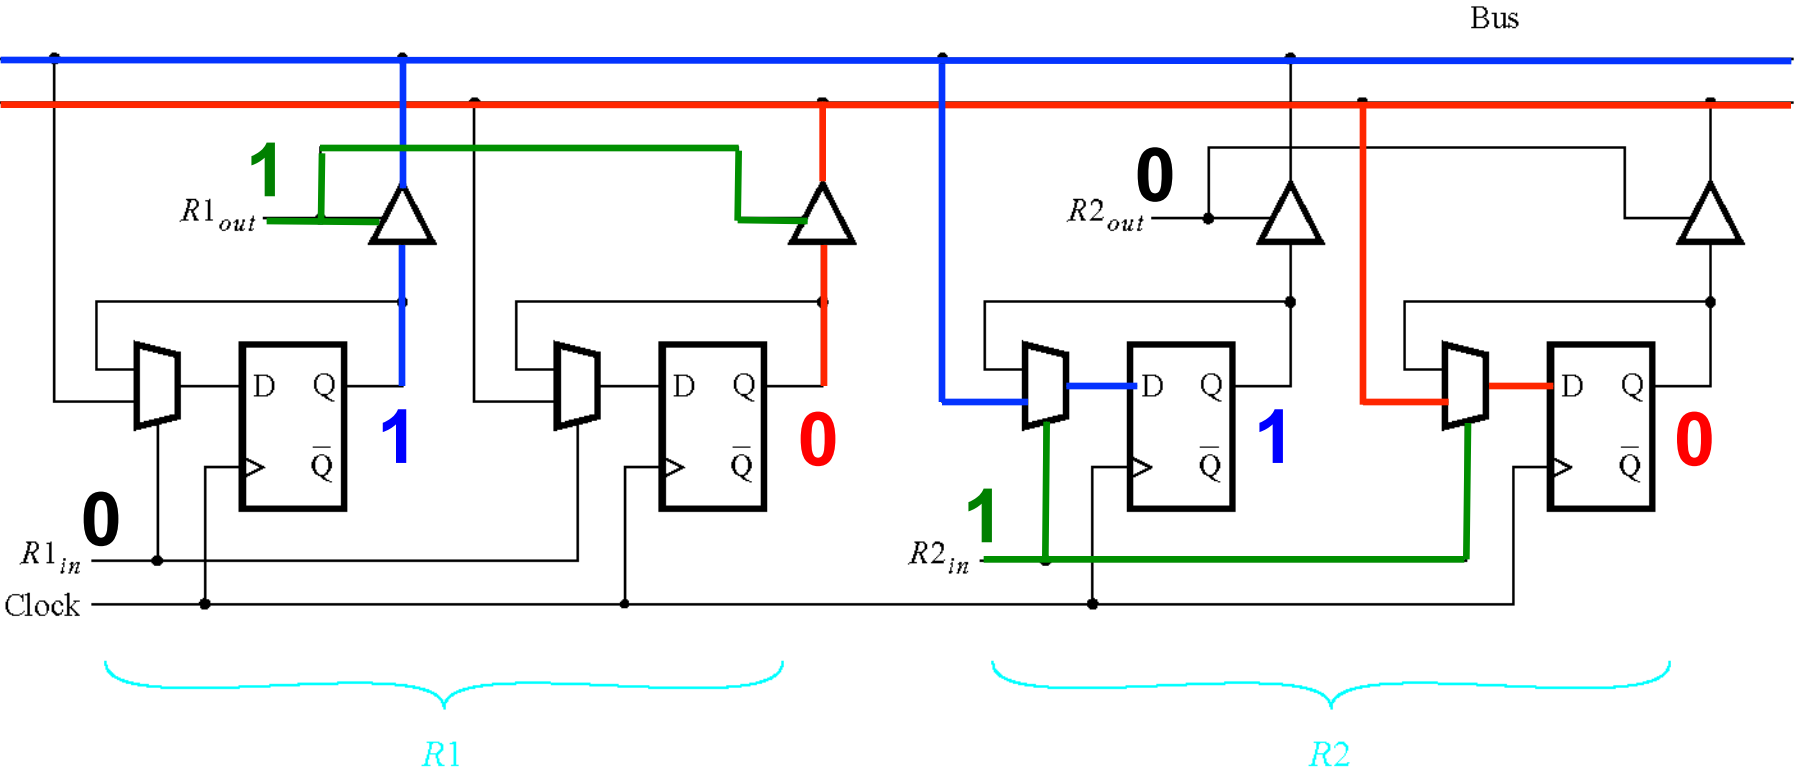 Bus
1
0
R1out
R2out
D Q
D Q
D Q
D Q
1
0
1
0
Q̅
Q̅
Q̅
Q̅
0
1
R1in
R2in
Clock
R1
R2